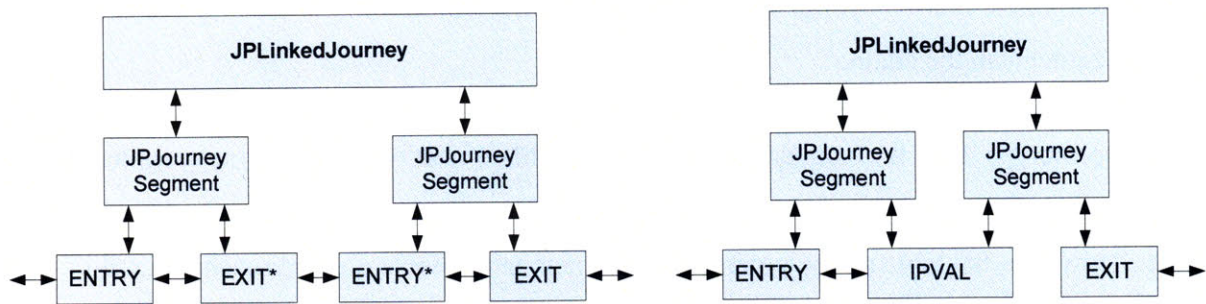 JPLinkedJourney
JPJourney
Segment
JPJourney
Segment
ENTRY
EXIT*
ENTRY*
EXIT
JPLinkedJourney
JPJourney
Segment
JPJourney
Segment
ENTRY
IPVAL
EXIT